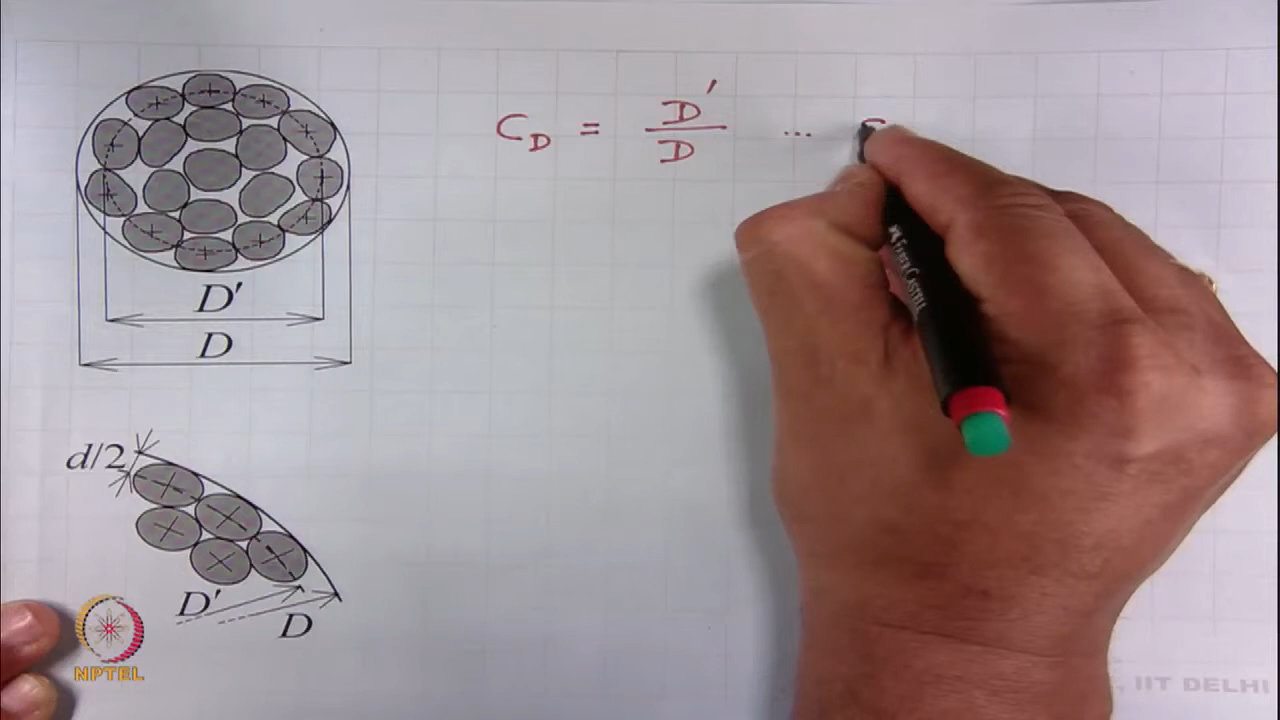 C_D = D′/D ...
D′
D
d/2
D′
D
FABER CASTELL
NPTEL
, IIT DELHI